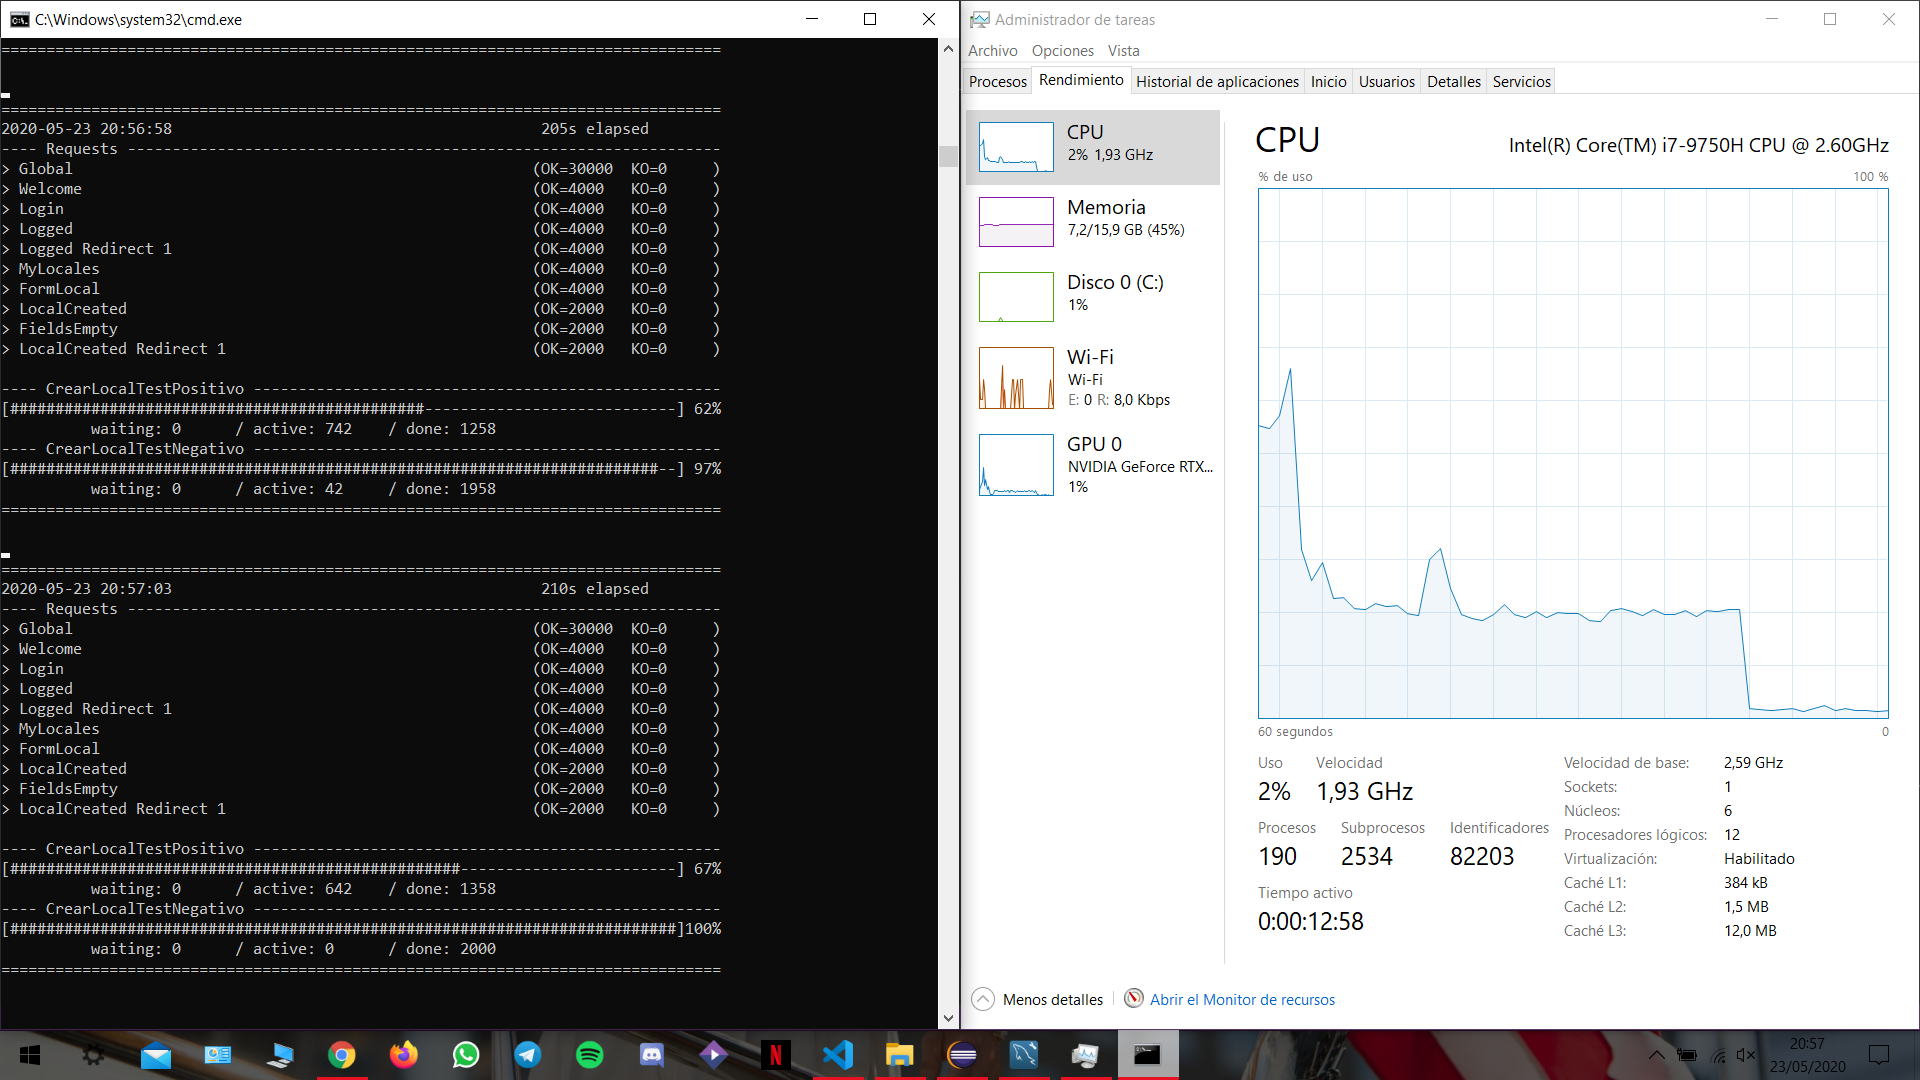 C:\Windows\system32\cmd.exe
================================================================================
================================================================================
2020-05-23 20:56:58                                         205s elapsed
---- Requests ------------------------------------------------------------------
> Global                                                   (OK=30000  KO=0     )
> Welcome                                                  (OK=4000   KO=0     )
> Login                                                    (OK=4000   KO=0     )
> Logged                                                   (OK=4000   KO=0     )
> Logged Redirect 1                                        (OK=4000   KO=0     )
> MyLocales                                                (OK=4000   KO=0     )
> FormLocal                                                (OK=4000   KO=0     )
> LocalCreated                                             (OK=2000   KO=0     )
> FieldsEmpty                                              (OK=2000   KO=0     )
> LocalCreated Redirect 1                                  (OK=2000   KO=0     )
---- CrearLocalTestPositivo ----------------------------------------------------
[##############################################----------------------------] 62%
waiting: 0      / active: 742    / done: 1258
---- CrearLocalTestNegativo ----------------------------------------------------
[########################################################################--] 97%
waiting: 0      / active: 42     / done: 1958
================================================================================
================================================================================
2020-05-23 20:57:03                                         210s elapsed
---- Requests ------------------------------------------------------------------
> Global                                                   (OK=30000  KO=0     )
> Welcome                                                  (OK=4000   KO=0     )
> Login                                                    (OK=4000   KO=0     )
> Logged                                                   (OK=4000   KO=0     )
> Logged Redirect 1                                        (OK=4000   KO=0     )
> MyLocales                                                (OK=4000   KO=0     )
> FormLocal                                                (OK=4000   KO=0     )
> LocalCreated                                             (OK=2000   KO=0     )
> FieldsEmpty                                              (OK=2000   KO=0     )
> LocalCreated Redirect 1                                  (OK=2000   KO=0     )
---- CrearLocalTestPositivo ----------------------------------------------------
[##################################################------------------------] 67%
waiting: 0      / active: 642    / done: 1358
---- CrearLocalTestNegativo ----------------------------------------------------
[##########################################################################]100%
waiting: 0      / active: 0      / done: 2000
================================================================================
Administrador de tareas
Archivo Opciones Vista
Procesos Rendimiento Historial de aplicaciones Inicio Usuarios Detalles Servicios
CPU
2% 1,93 GHz
Memoria
7,2/15,9 GB (45%)
Disco 0 (C:)
1%
Wi-Fi
Wi-Fi
E: 0 R: 8,0 Kbps
GPU 0
NVIDIA GeForce RTX...
1%
CPU Intel(R) Core(TM) i7-9750H CPU @ 2.60GHz
% de uso 100 %
60 segundos 0
Uso Velocidad
2% 1,93 GHz
Procesos Subprocesos Identificadores
190 2534 82203
Tiempo activo
0:00:12:58
Velocidad de base: 2,59 GHz
Sockets: 1
Núcleos: 6
Procesadores lógicos: 12
Virtualización: Habilitado
Caché L1: 384 kB
Caché L2: 1,5 MB
Caché L3: 12,0 MB
Menos detalles Abrir el Monitor de recursos
20:57
23/05/2020